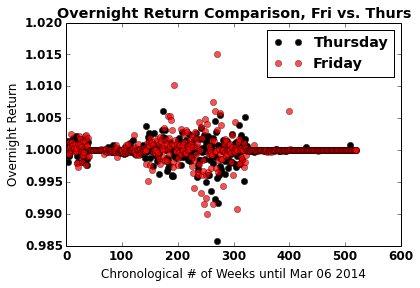 Overnight Return Comparison, Fri vs. Thurs
1.020
1.015
1.010
1.005
1.000
0.995
0.990
0.985
Overnight Return
Thursday
Friday
0 100 200 300 400 500 600
Chronological # of Weeks until Mar 06 2014